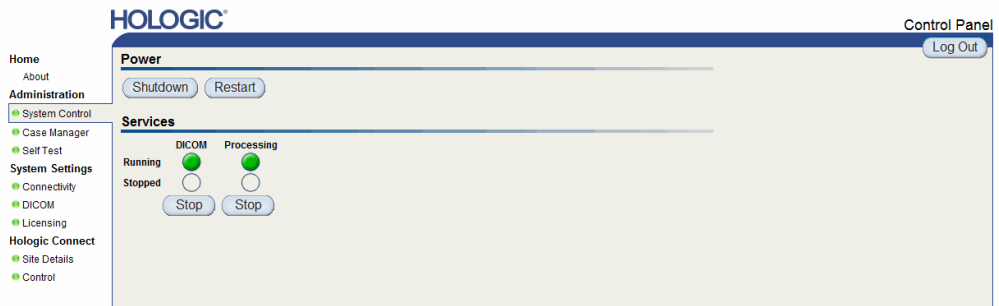 HOLOGIC®
Control Panel
Log Out
Home
About
Administration
System Control
Case Manager
Self Test
System Settings
Connectivity
DICOM
Licensing
Hologic Connect
Site Details
Control
Power
Shutdown Restart
Services
DICOM Processing
Running
Stopped
Stop Stop